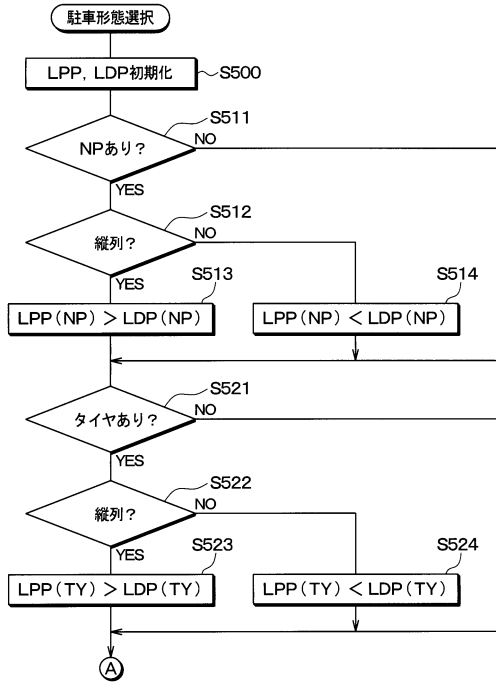 駐車形態選択
LPP, LDP初期化
S500
S511
NPあり?
NO
YES
S512
縦列?
NO
YES
S513
LPP(NP)>LDP(NP)
S514
LPP(NP)<LDP(NP)
S521
タイヤあり?
NO
YES
S522
縦列?
NO
YES
S523
LPP(TY)>LDP(TY)
S524
LPP(TY)<LDP(TY)
A